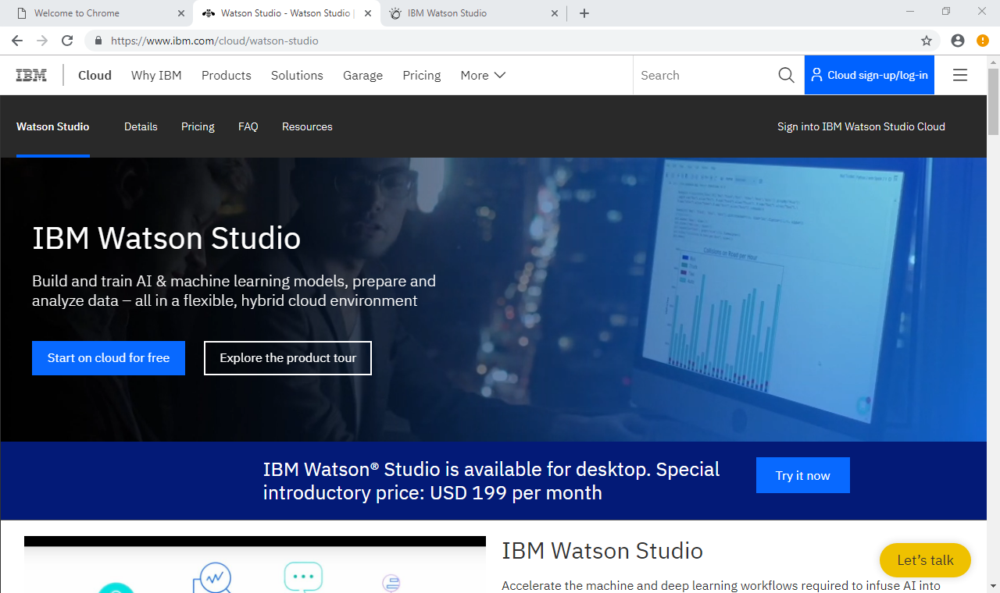 Welcome to Chrome
Watson Studio - Watson Studio |
IBM Watson Studio
https://www.ibm.com/cloud/watson-studio
IBM
Cloud
Why IBM
Products
Solutions
Garage
Pricing
More
Search
Cloud sign-up/log-in
Watson Studio
Details
Pricing
FAQ
Resources
Sign into IBM Watson Studio Cloud
IBM Watson Studio
Build and train AI & machine learning models, prepare and
analyze data – all in a flexible, hybrid cloud environment
Start on cloud for free
Explore the product tour
Collisions on Road per Hour
IBM Watson® Studio is available for desktop. Special
introductory price: USD 199 per month
Try it now
IBM Watson Studio
Accelerate the machine and deep learning workflows required to infuse AI into
Let's talk